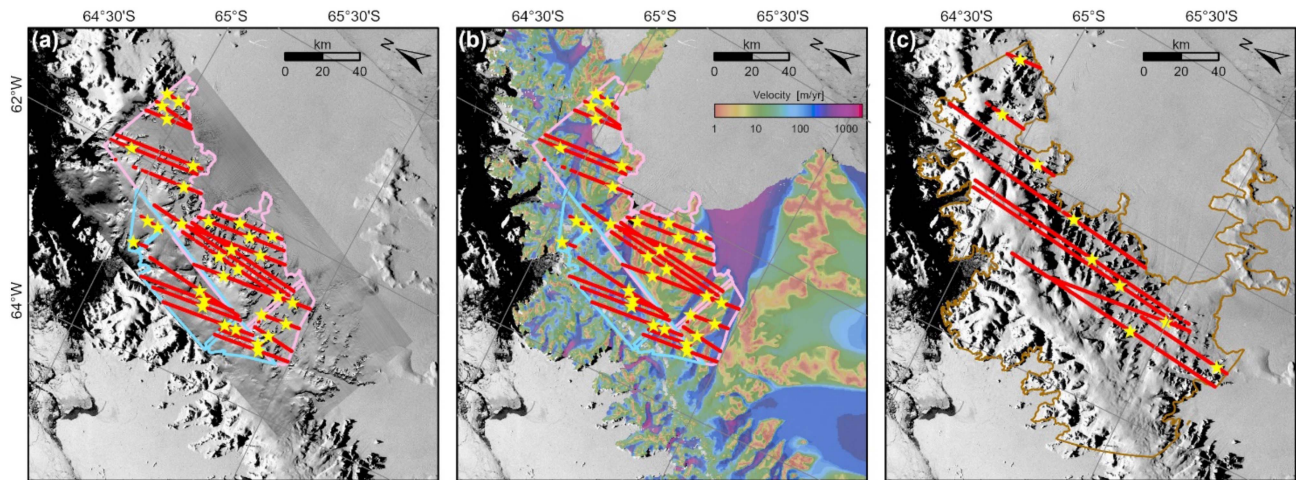 64°30'S 65°S 65°30'S 64°30'S 65°S 65°30'S 64°30'S 65°S 65°30'S
(a) km 0 20 40 N
(b) km 0 20 40 N
(c) km 0 20 40 N
62°W
Velocity [m/yr]
1 10 100 1000
64°W